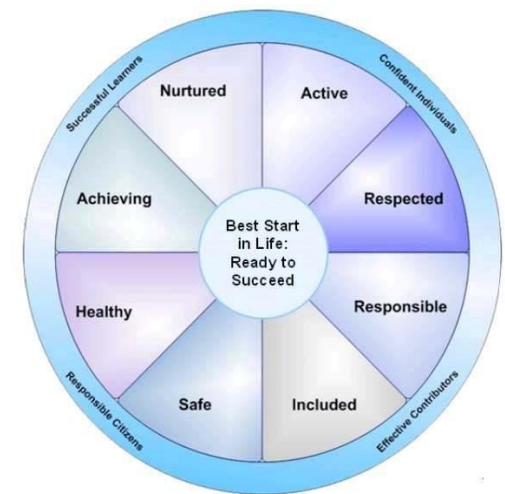 Successful Learners
Confident Individuals
Nurtured
Active
Achieving
Respected
Best Start
in Life:
Ready to
Succeed
Healthy
Responsible
Safe
Included
Responsible Citizens
Effective Contributors